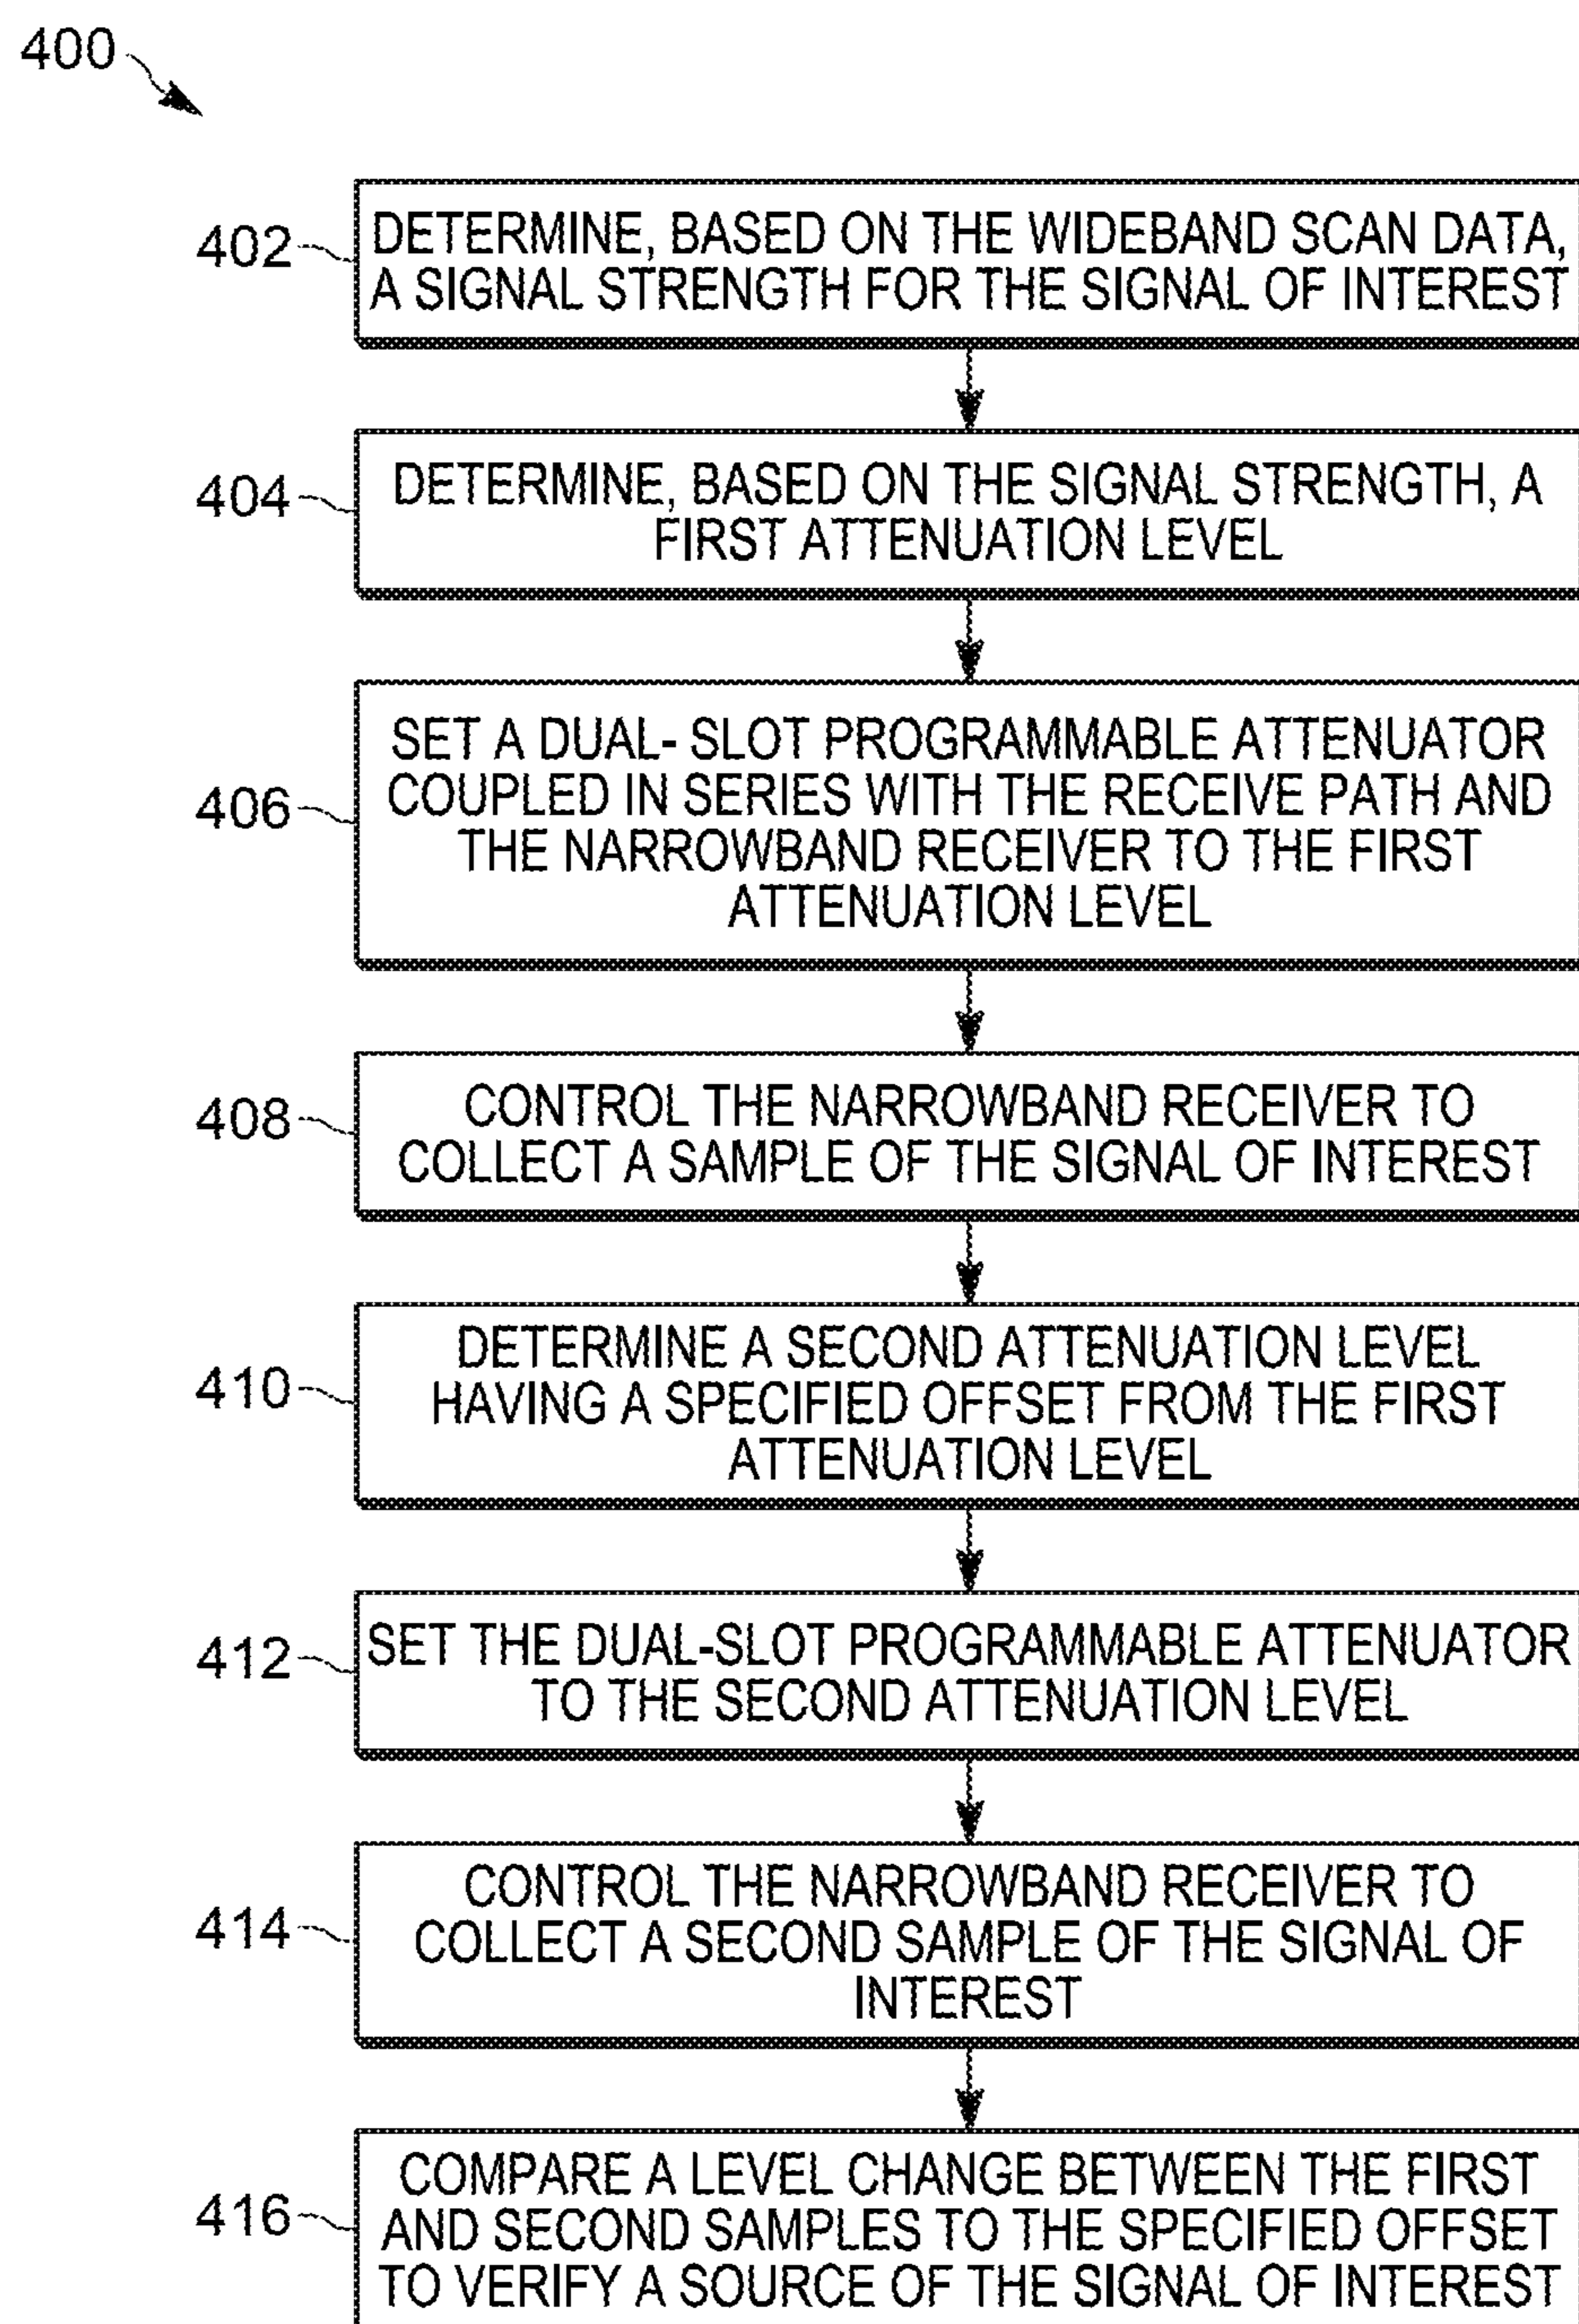 400
402
DETERMINE, BASED ON THE WIDEBAND SCAN DATA,
A SIGNAL STRENGTH FOR THE SIGNAL OF INTEREST
404
DETERMINE, BASED ON THE SIGNAL STRENGTH, A
FIRST ATTENUATION LEVEL
406
SET A DUAL- SLOT PROGRAMMABLE ATTENUATOR
COUPLED IN SERIES WITH THE RECEIVE PATH AND
THE NARROWBAND RECEIVER TO THE FIRST
ATTENUATION LEVEL
408
CONTROL THE NARROWBAND RECEIVER TO
COLLECT A SAMPLE OF THE SIGNAL OF INTEREST
410
DETERMINE A SECOND ATTENUATION LEVEL
HAVING A SPECIFIED OFFSET FROM THE FIRST
ATTENUATION LEVEL
412
SET THE DUAL-SLOT PROGRAMMABLE ATTENUATOR
TO THE SECOND ATTENUATION LEVEL
414
CONTROL THE NARROWBAND RECEIVER TO
COLLECT A SECOND SAMPLE OF THE SIGNAL OF
INTEREST
416
COMPARE A LEVEL CHANGE BETWEEN THE FIRST
AND SECOND SAMPLES TO THE SPECIFIED OFFSET
TO VERIFY A SOURCE OF THE SIGNAL OF INTEREST